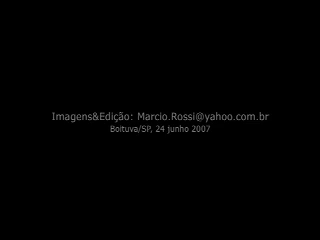 Imagens&Edição: Marcio.Rossi@yahoo.com.br
Boituva/SP, 24 junho 2007